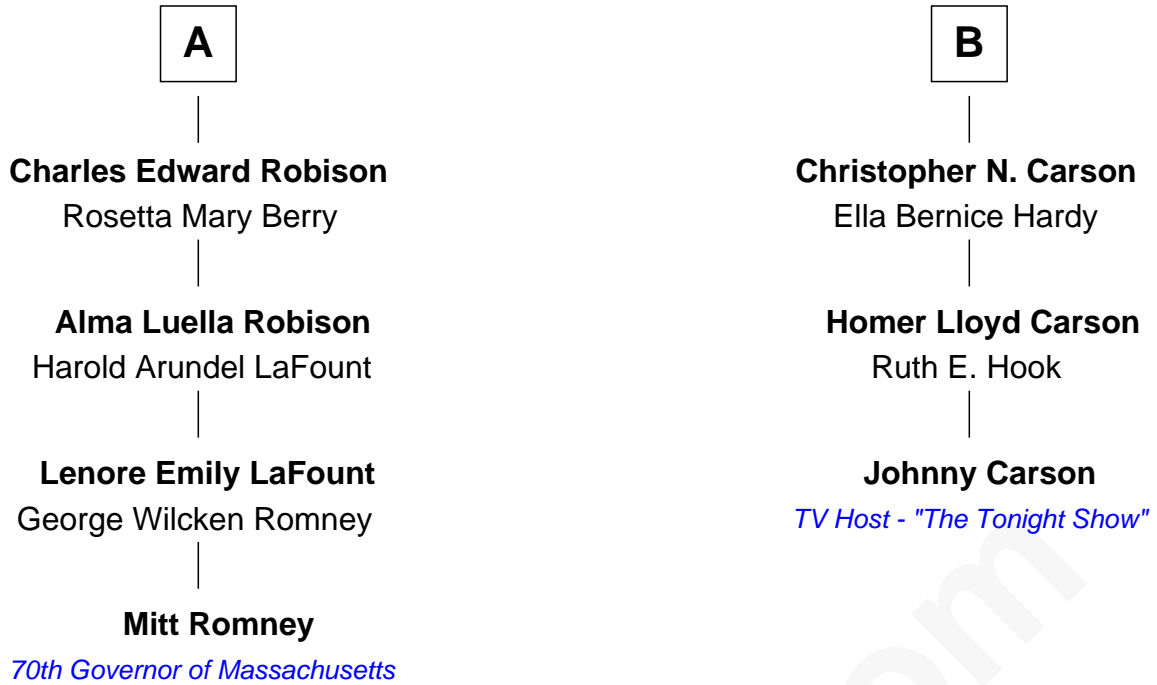 A
Charles Edward Robison
Rosetta Mary Berry
Alma Luella Robison
Harold Arundel LaFount
Lenore Emily LaFount
George Wilcken Romney
Mitt Romney
70th Governor of Massachusetts
B
Christopher N. Carson
Ella Bernice Hardy
Homer Lloyd Carson
Ruth E. Hook
Johnny Carson
TV Host - "The Tonight Show"
om